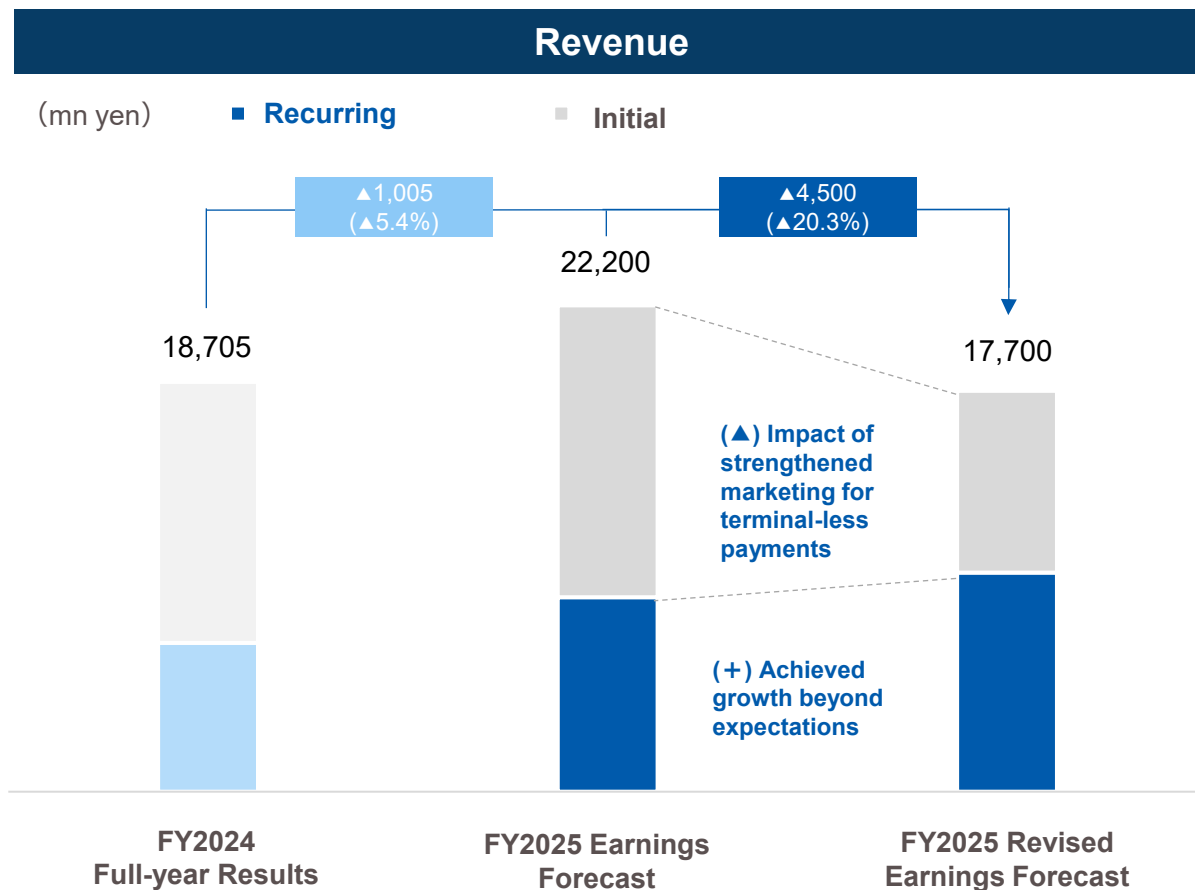 Revenue
(mn yen)
■ Recurring
■ Initial
▲1,005
(▲5.4%)
▲4,500
(▲20.3%)
18,705
22,200
17,700
(▲) Impact of
strengthened
marketing for
terminal-less
payments
(+) Achieved
growth beyond
expectations
FY2024
Full-year Results
FY2025 Earnings
Forecast
FY2025 Revised
Earnings Forecast